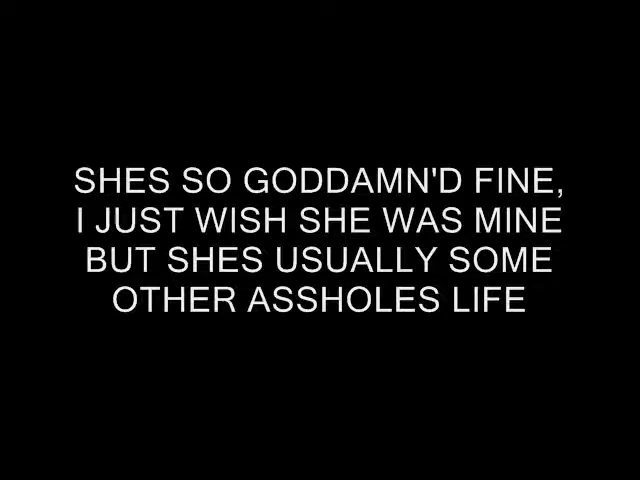 SHES SO GODDAMN'D FINE,
I JUST WISH SHE WAS MINE
BUT SHES USUALLY SOME
OTHER ASSHOLES LIFE